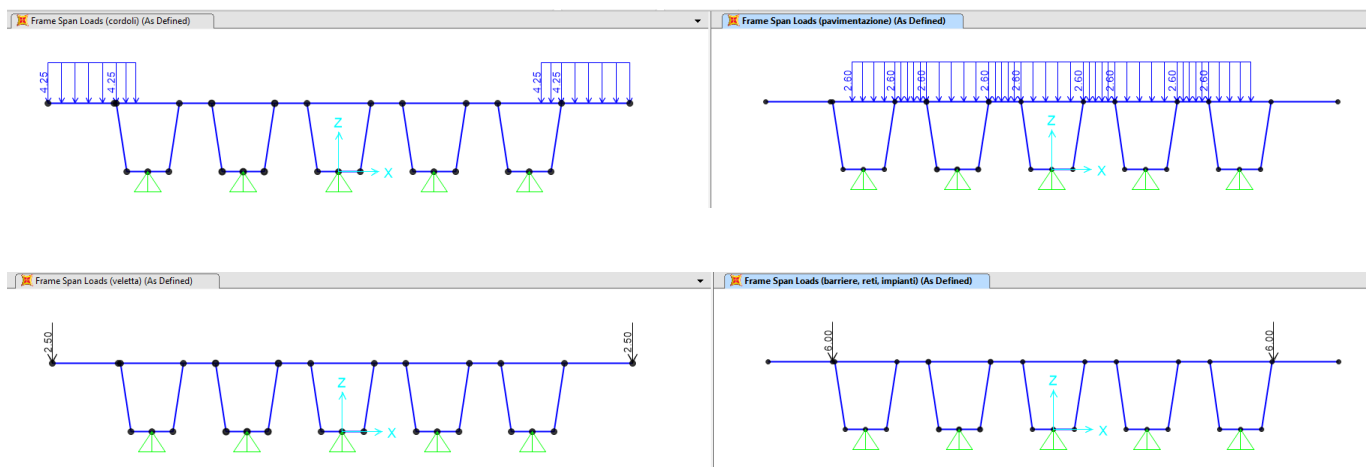 Frame Span Loads (cordoli) (As Defined)
Frame Span Loads (pavimentazione) (As Defined)
4.25
4.25
4.25
4.25
Z
X
2.60
2.60
2.60
2.60
2.60
2.60
2.60
2.60
Z
X
Frame Span Loads (veletta) (As Defined)
Frame Span Loads (barriere, reti, impianti) (As Defined)
2.50
2.50
Z
X
6.00
6.00
Z
X